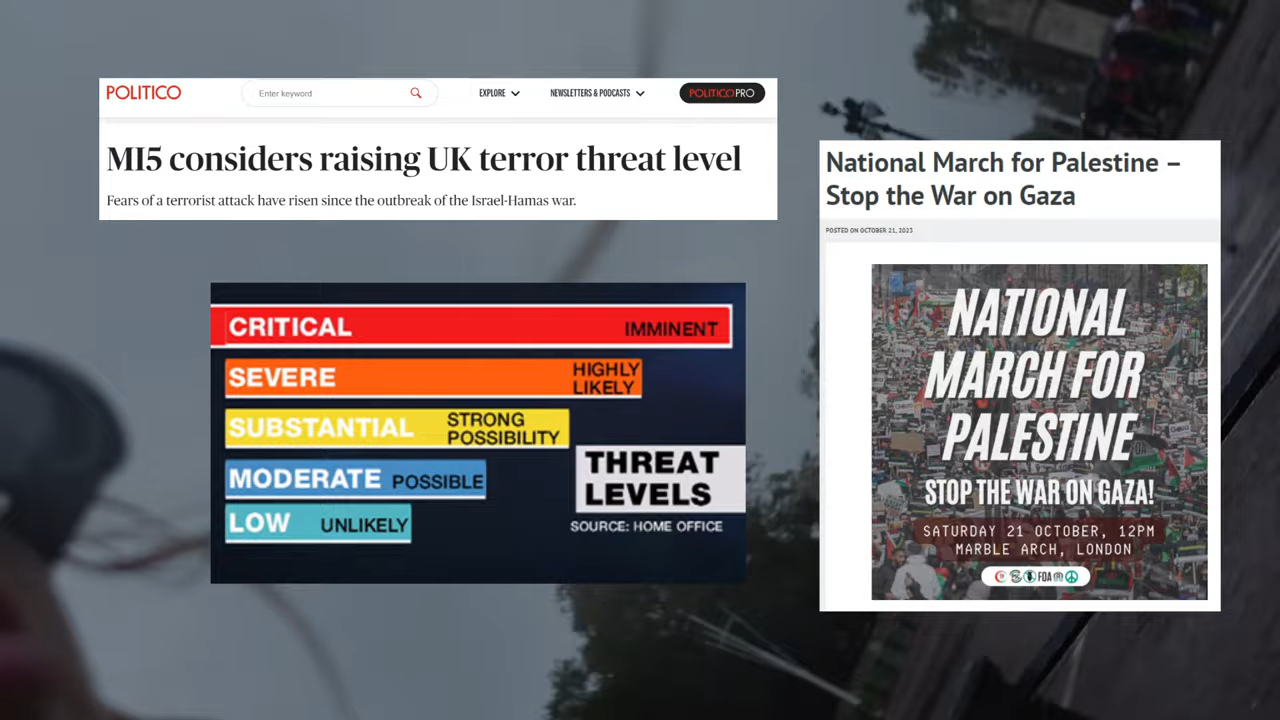 POLITICO
Enter keyword
EXPLORE
NEWSLETTERS & PODCASTS
POLITICO PRO
MI5 considers raising UK terror threat level
Fears of a terrorist attack have risen since the outbreak of the Israel-Hamas war.
CRITICAL IMMINENT
SEVERE HIGHLY
LIKELY
SUBSTANTIAL STRONG
POSSIBILITY
MODERATE POSSIBLE
LOW UNLIKELY
THREAT
LEVELS
SOURCE: HOME OFFICE
National March for Palestine –
Stop the War on Gaza
POSTED ON OCTOBER 21, 2023
NATIONAL
MARCH FOR
PALESTINE
STOP THE WAR ON GAZA!
SATURDAY 21 OCTOBER, 12PM
MARBLE ARCH, LONDON
FOA